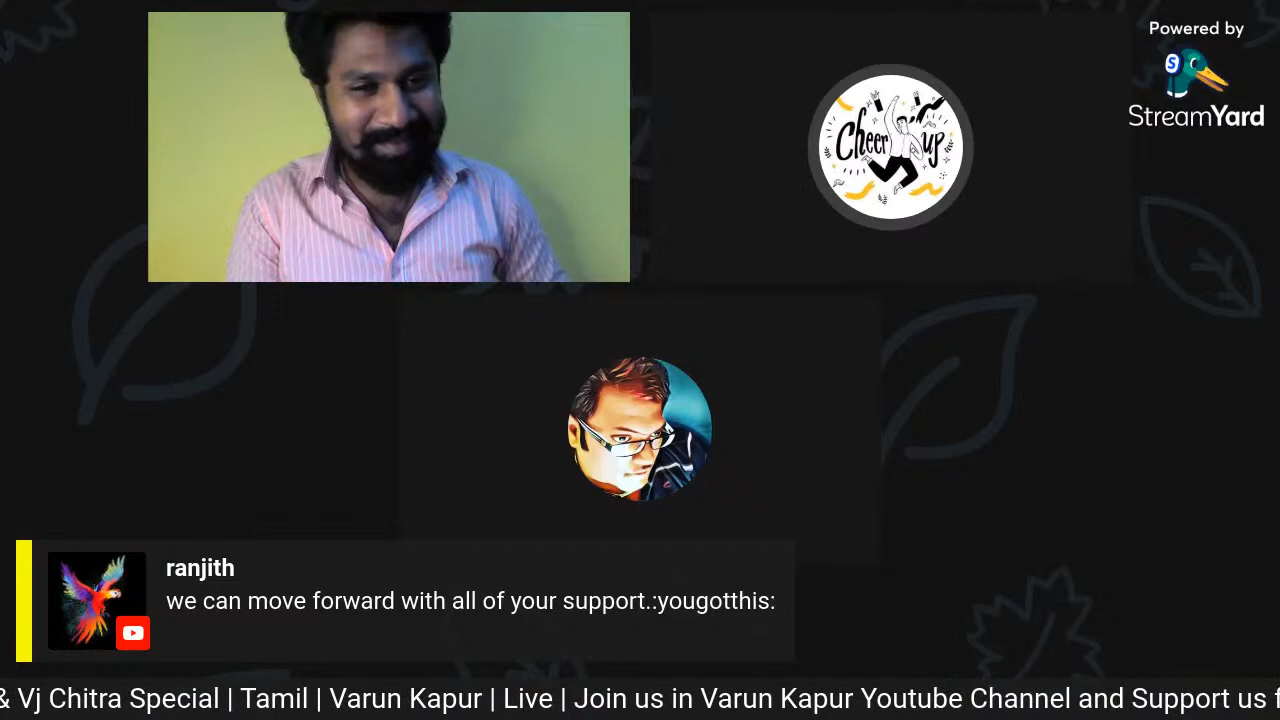 Powered by
StreamYard
Cheer up
ranjith
we can move forward with all of your support.:yougotthis:
& Vj Chitra Special | Tamil | Varun Kapur | Live | Join us in Varun Kapur Youtube Channel and Support us f